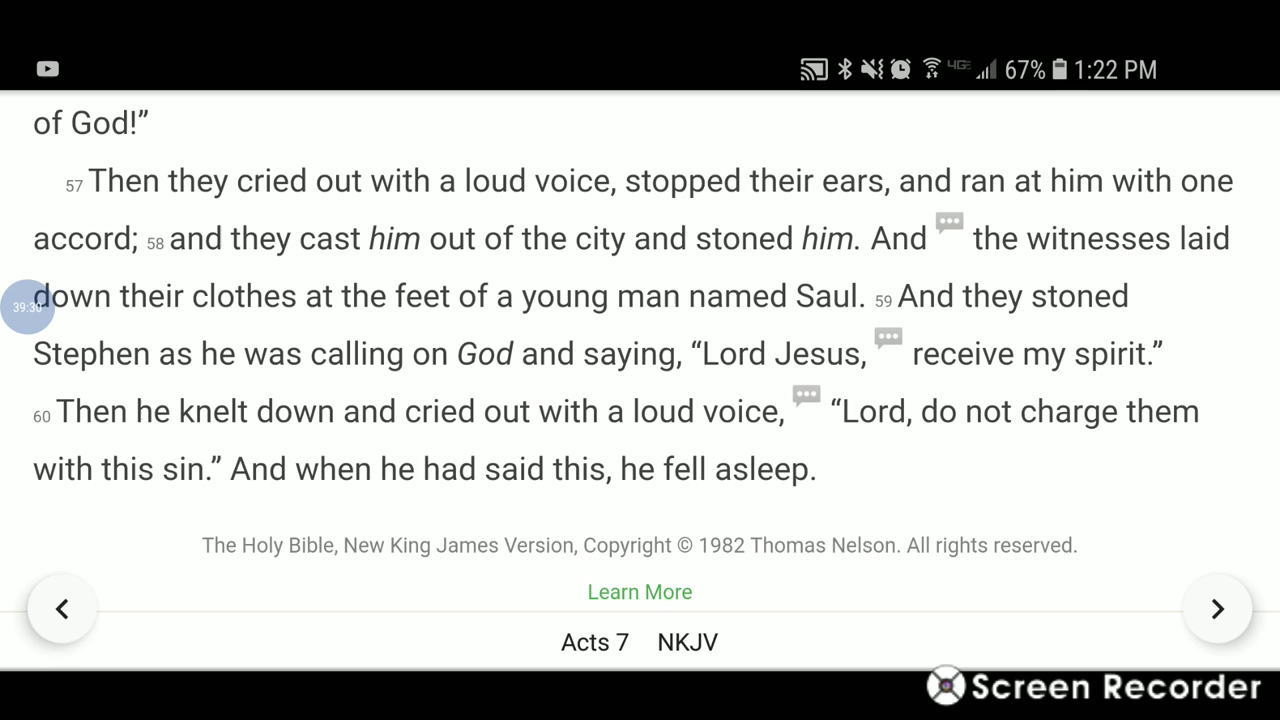 4GE 67% 1:22 PM
of God!”
57 Then they cried out with a loud voice, stopped their ears, and ran at him with one
accord; 58 and they cast him out of the city and stoned him. And the witnesses laid
39:30
down their clothes at the feet of a young man named Saul. 59 And they stoned
Stephen as he was calling on God and saying, “Lord Jesus, receive my spirit.”
60 Then he knelt down and cried out with a loud voice, “Lord, do not charge them
with this sin.” And when he had said this, he fell asleep.
The Holy Bible, New King James Version, Copyright © 1982 Thomas Nelson. All rights reserved.
Learn More
Acts 7 NKJV
Screen Recorder